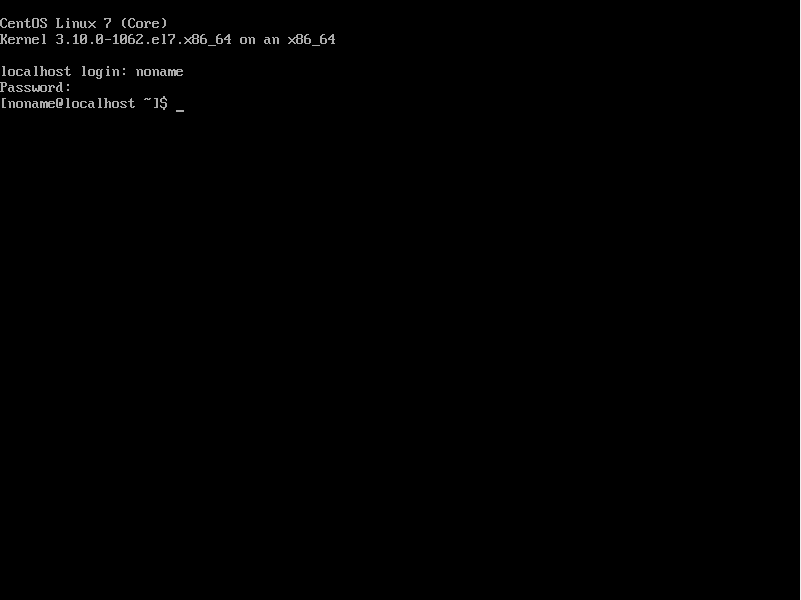 CentOS Linux 7 (Core)
Kernel 3.10.0-1062.el7.x86_64 on an x86_64
localhost login: noname
Password:
[noname@localhost ~]$ _